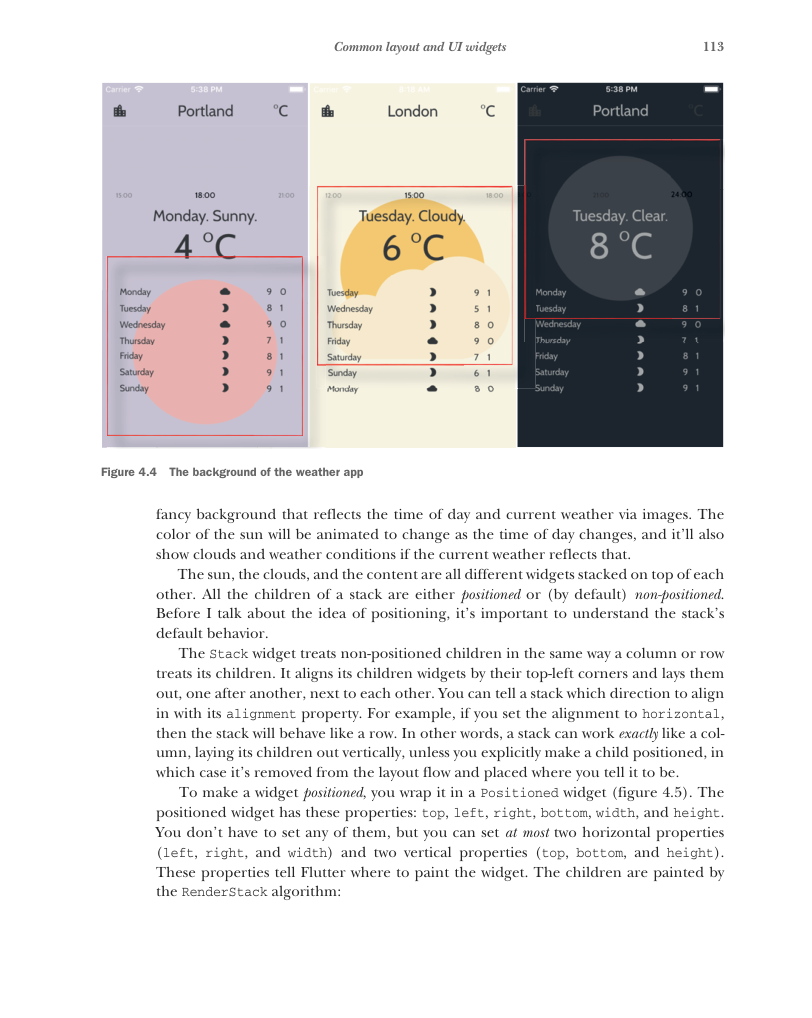 Common layout and UI widgets 113
Carrier 5:38 PM
Portland °C
15:00 18:00 21:00
Monday. Sunny.
4 °C
Monday 9 0
Tuesday 8 1
Wednesday 9 0
Thursday 7 1
Friday 8 1
Saturday 9 1
Sunday 9 1
London °C
12:00 15:00 18:00
Tuesday. Cloudy.
6 °C
Tuesday 9 1
Wednesday 5 1
Thursday 8 0
Friday 9 0
Saturday 7 1
Sunday 6 1
Monday 8 0
Carrier 5:38 PM
Portland °C
21:00 24:00
Tuesday. Clear.
8 °C
Monday 9 0
Tuesday 8 1
Wednesday 9 0
Thursday 7 1
Friday 8 1
Saturday 9 1
Sunday 9 1
Figure 4.4 The background of the weather app
fancy background that reflects the time of day and current weather via images. The
color of the sun will be animated to change as the time of day changes, and it'll also
show clouds and weather conditions if the current weather reflects that.
The sun, the clouds, and the content are all different widgets stacked on top of each
other. All the children of a stack are either positioned or (by default) non-positioned.
Before I talk about the idea of positioning, it's important to understand the stack's
default behavior.
The Stack widget treats non-positioned children in the same way a column or row
treats its children. It aligns its children widgets by their top-left corners and lays them
out, one after another, next to each other. You can tell a stack which direction to align
in with its alignment property. For example, if you set the alignment to horizontal,
then the stack will behave like a row. In other words, a stack can work exactly like a col-
umn, laying its children out vertically, unless you explicitly make a child positioned, in
which case it's removed from the layout flow and placed where you tell it to be.
To make a widget positioned, you wrap it in a Positioned widget (figure 4.5). The
positioned widget has these properties: top, left, right, bottom, width, and height.
You don't have to set any of them, but you can set at most two horizontal properties
(left, right, and width) and two vertical properties (top, bottom, and height).
These properties tell Flutter where to paint the widget. The children are painted by
the RenderStack algorithm: